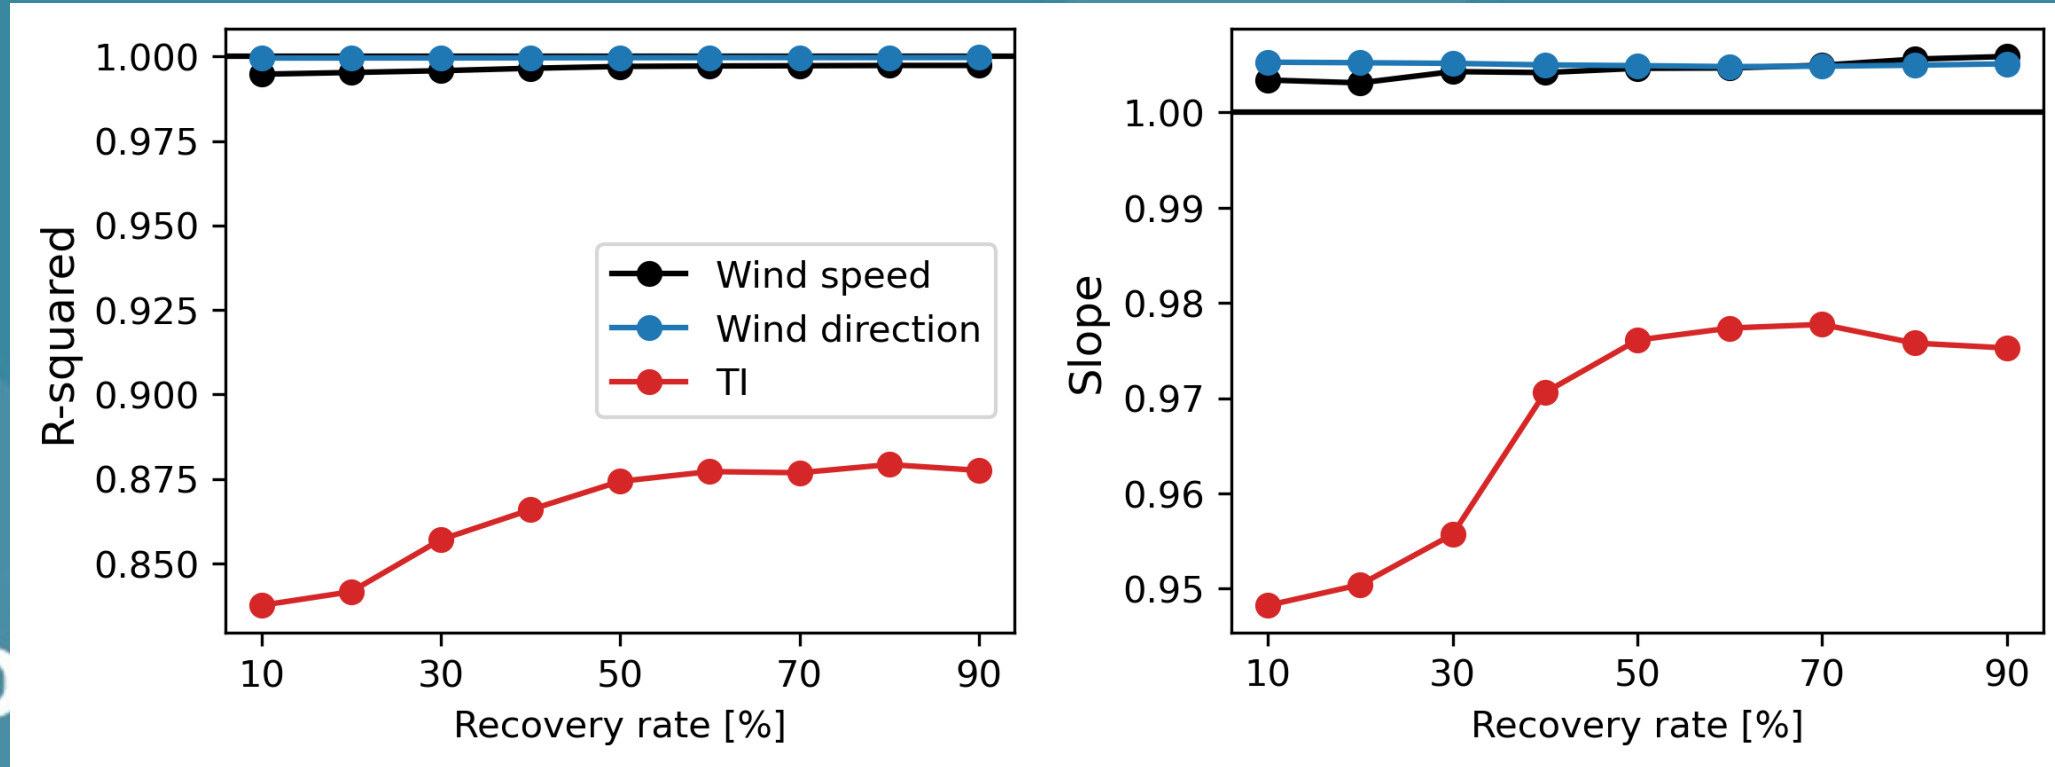 1.000
0.975
0.950
0.925
0.900
0.875
0.850
R-squared
Wind speed
Wind direction
TI
10 30 50 70 90
Recovery rate [%]
1.00
0.99
0.98
0.97
0.96
0.95
Slope
10 30 50 70 90
Recovery rate [%]